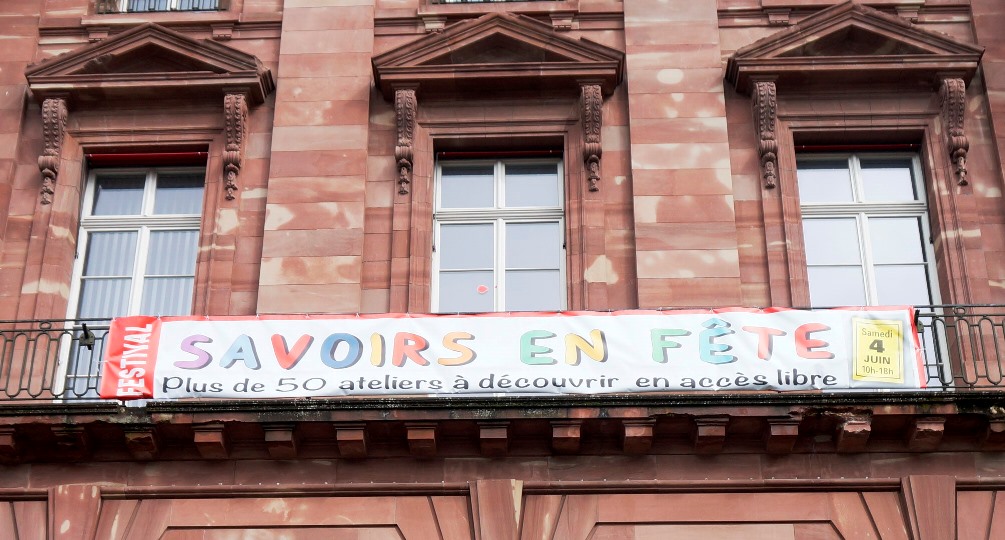 FESTIVAL
SAVOIRS EN FÊTE
Plus de 50 ateliers à découvrir en accès libre
Samedi
4
JUIN
10h-18h